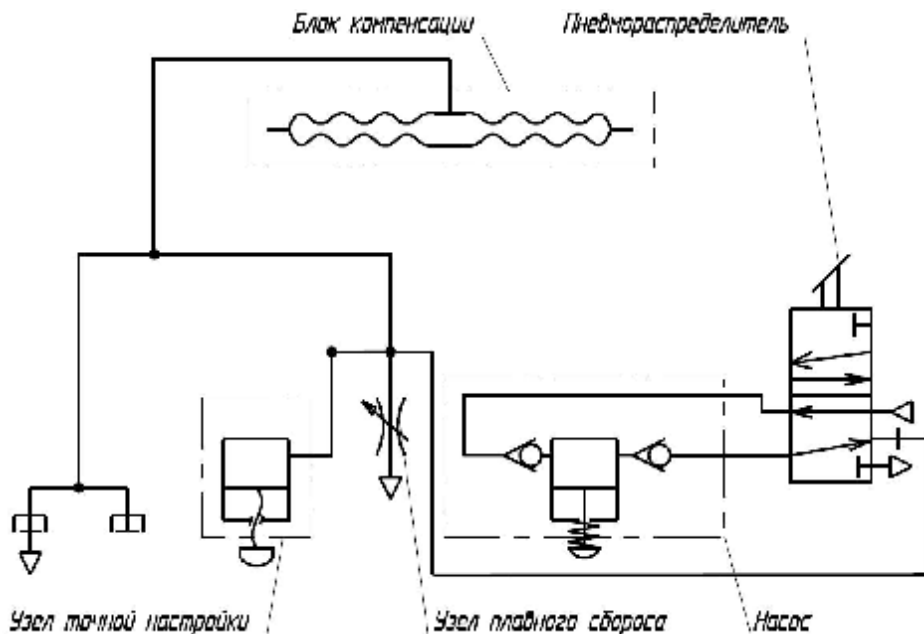 Блок компенсации
Пневмораспределитель
Узел точной настройки
Узел плавного сброса
Насос